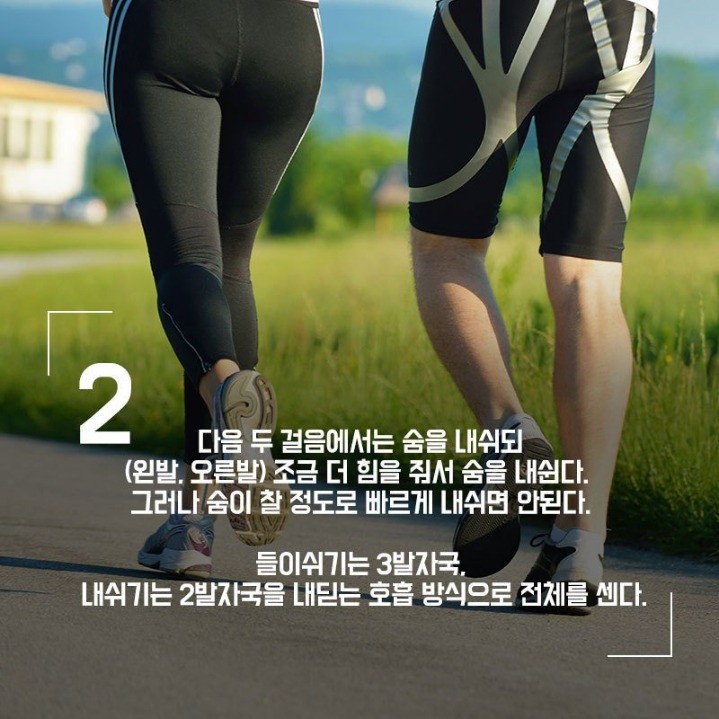 2
다음 두 걸음에서는 숨을 내쉬되
(왼발, 오른발) 조금 더 힘을 줘서 숨을 내쉽다.
그러나 숨이 찰 정도로 빠르게 내쉬면 안된다.
들이쉬기는 3발자국,
내쉬기는 2발자국을 내딛는 호흡 방식으로 전체를 센다.